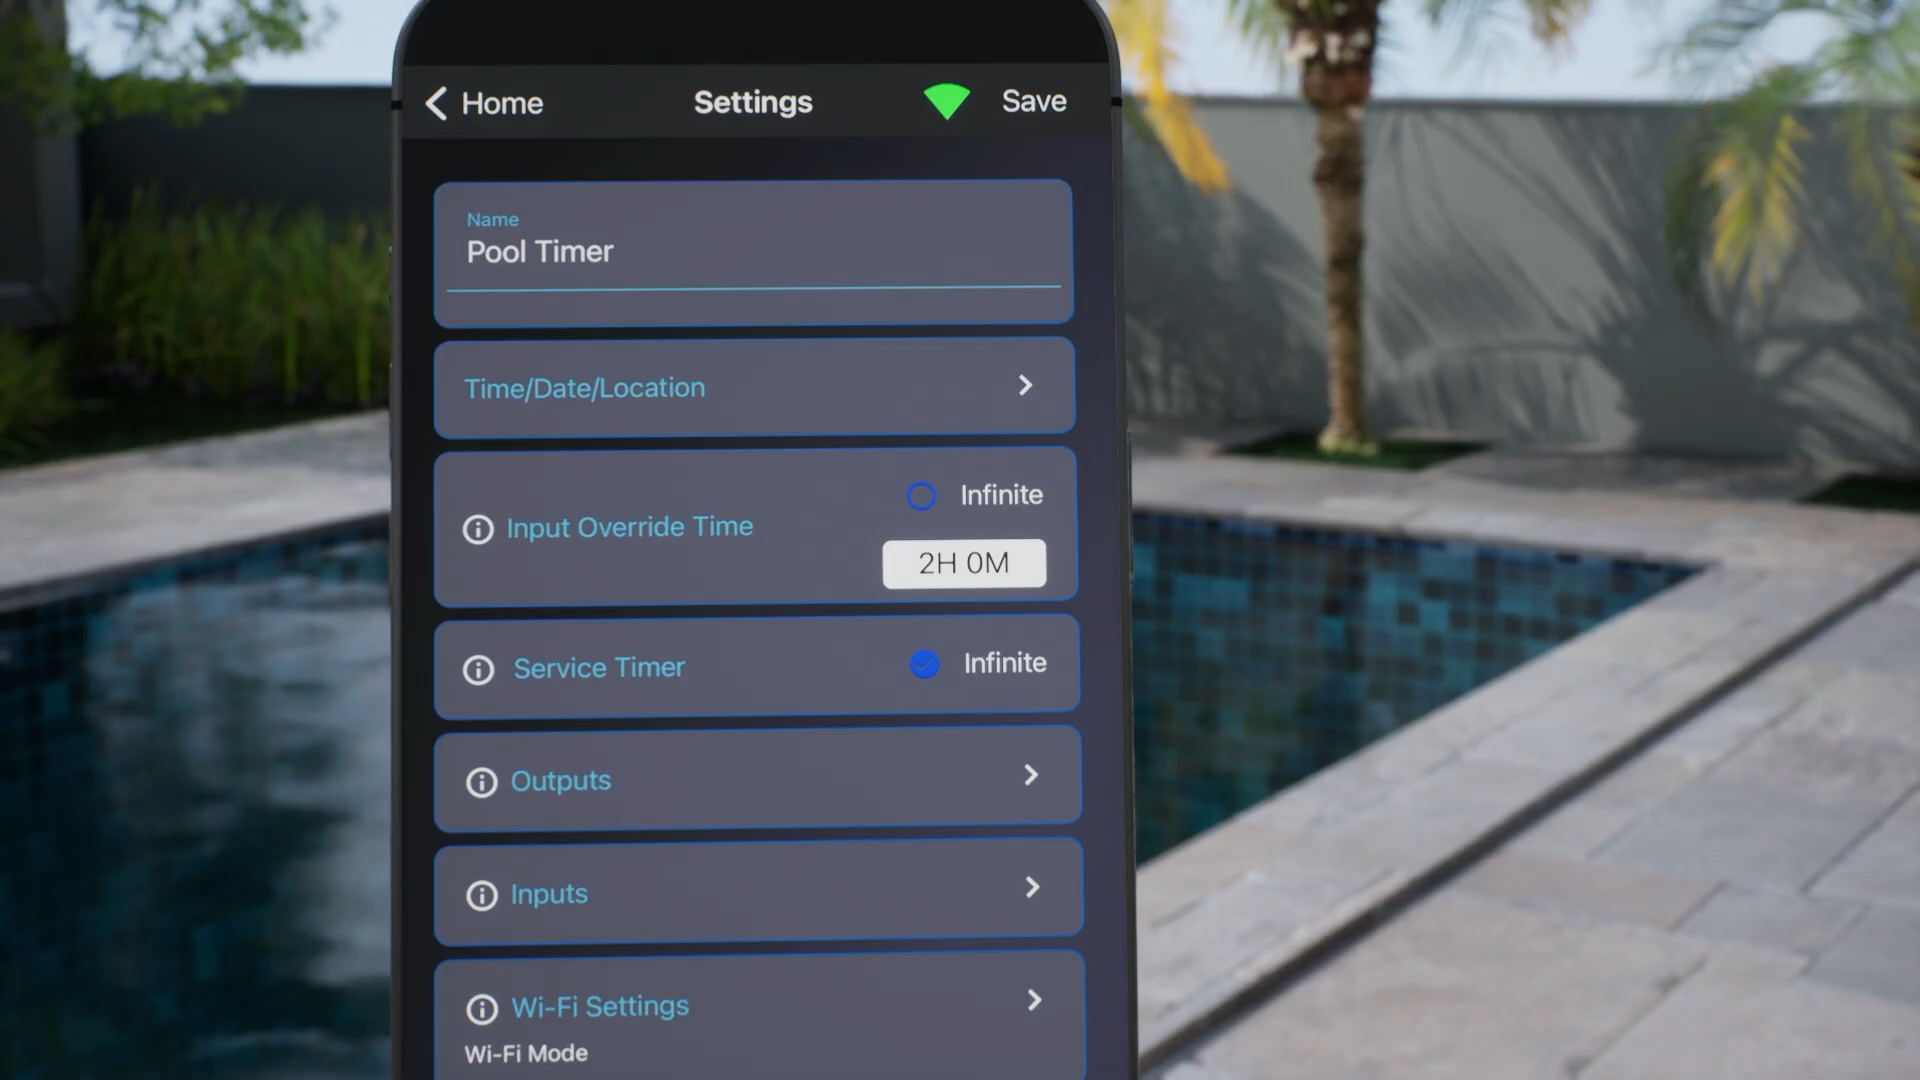 Home
Settings
Save
Name
Pool Timer
Time/Date/Location
Infinite
Input Override Time
2H 0M
Service Timer
Infinite
Outputs
Inputs
Wi-Fi Settings
Wi-Fi Mode